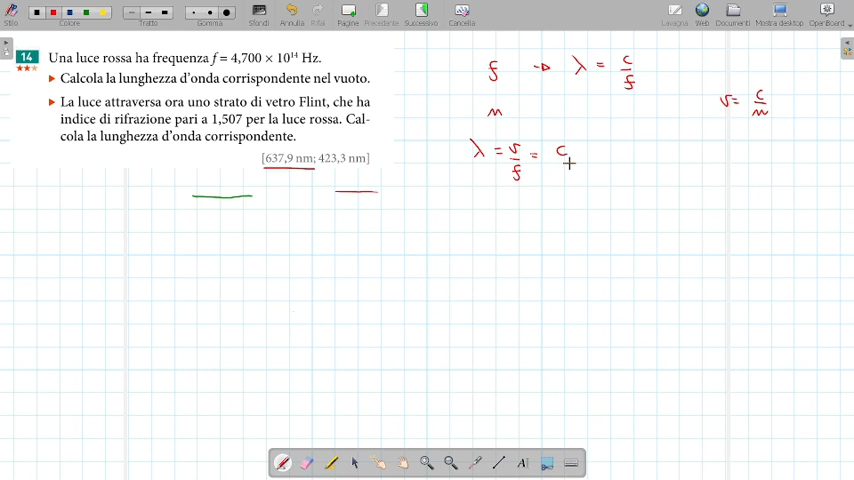 Stilo
Colore
Tratto
Gomma
Sfondi
Annulla
Rifai
Pagine
Precedente
Successivo
Cancella
Lavagna
Web
Documenti
Mostra desktop
OpenBoard
14 Una luce rossa ha frequenza f = 4,700 × 10¹⁴ Hz.
► Calcola la lunghezza d'onda corrispondente nel vuoto.
► La luce attraversa ora uno strato di vetro Flint, che ha
indice di rifrazione pari a 1,507 per la luce rossa. Cal-
cola la lunghezza d'onda corrispondente.
[637,9 nm; 423,3 nm]
f → λ = c/f
n
v = c/n
λ = v/f = c